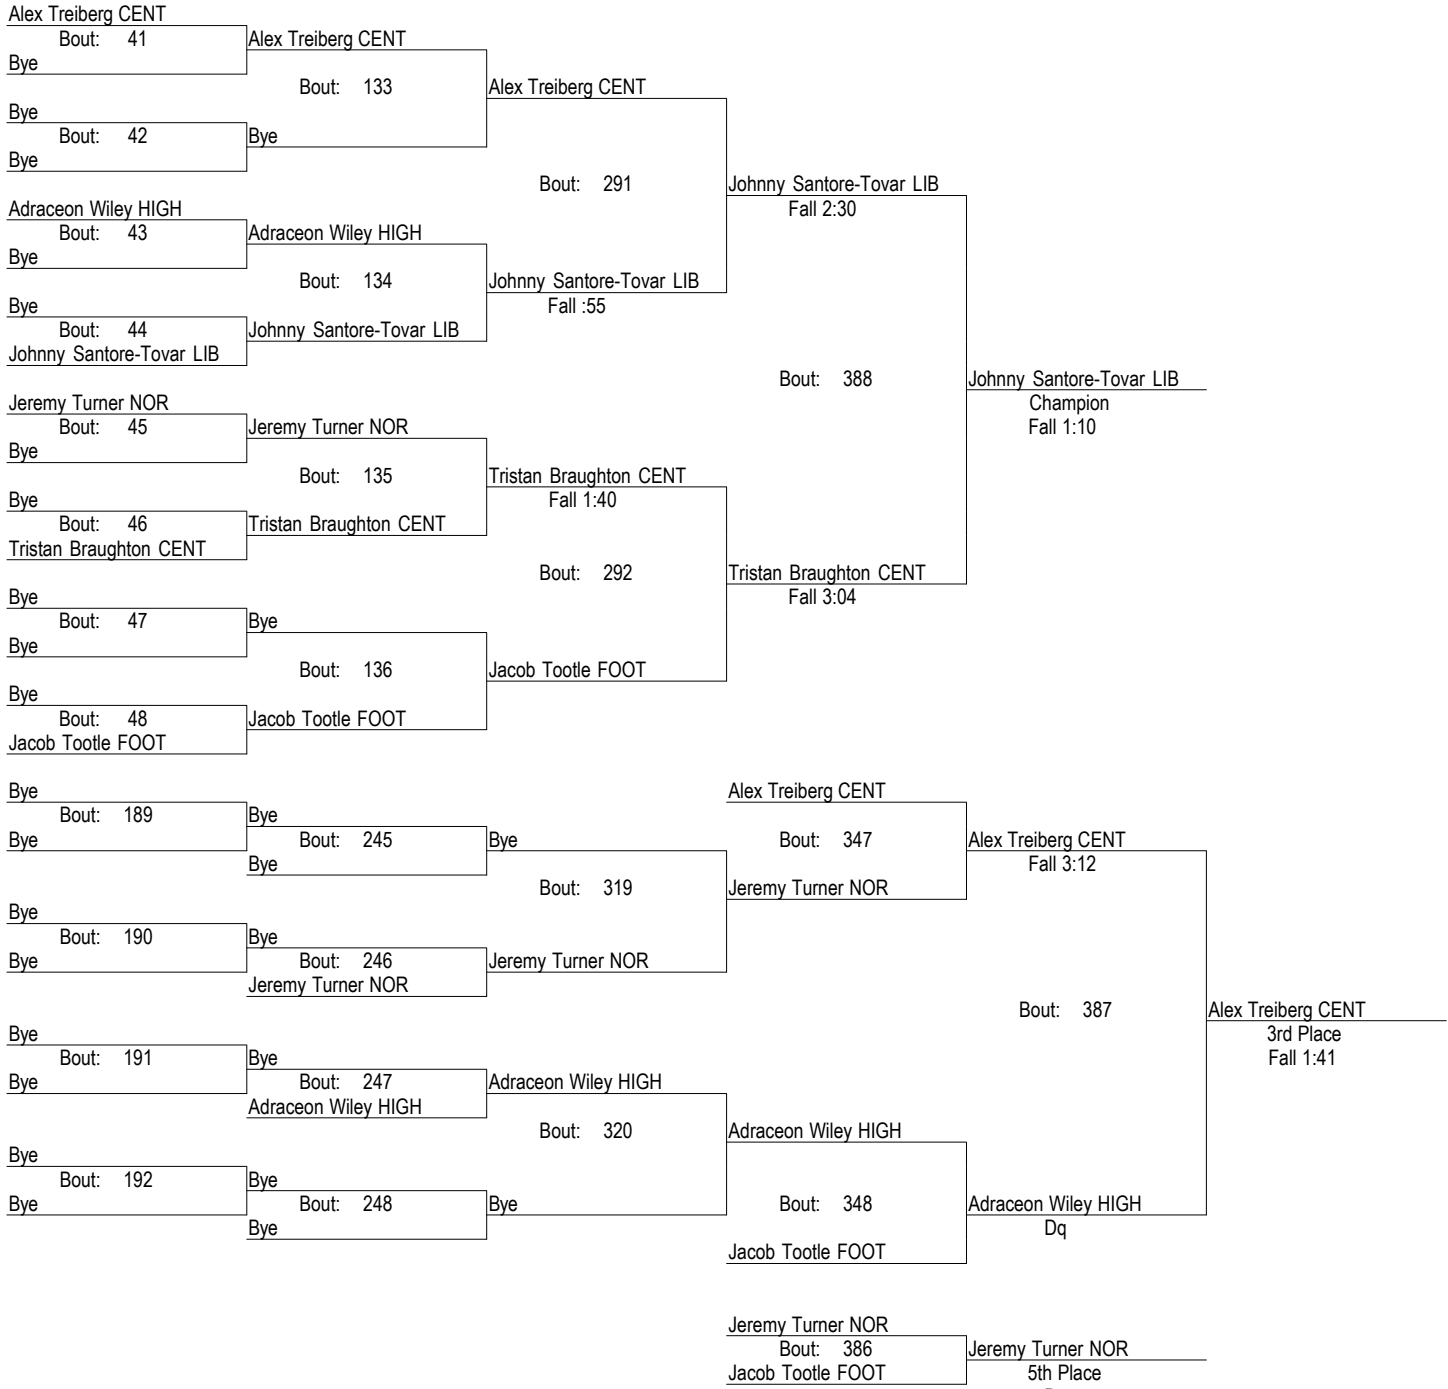 Alex Treiberg CENT
Bout: 41
Bye
Alex Treiberg CENT
Bout: 133
Bye
Bout: 42
Bye
Bye
Alex Treiberg CENT
Bout: 291
Adraceon Wiley HIGH
Bout: 43
Bye
Adraceon Wiley HIGH
Bout: 134
Bye
Bout: 44
Johnny Santore-Tovar LIB
Johnny Santore-Tovar LIB
Johnny Santore-Tovar LIB
Fall :55
Johnny Santore-Tovar LIB
Fall 2:30
Bout: 388
Jeremy Turner NOR
Bout: 45
Bye
Jeremy Turner NOR
Bout: 135
Bye
Bout: 46
Tristan Braughton CENT
Tristan Braughton CENT
Tristan Braughton CENT
Fall 1:40
Bout: 292
Bye
Bout: 47
Bye
Bye
Bout: 136
Bye
Bout: 48
Jacob Tootle FOOT
Jacob Tootle FOOT
Jacob Tootle FOOT
Tristan Braughton CENT
Fall 3:04
Johnny Santore-Tovar LIB
Champion
Fall 1:10
Bye
Bout: 189
Bye
Bye
Bout: 245
Bye
Bye
Bout: 319
Bye
Bout: 190
Bye
Bye
Bout: 246
Jeremy Turner NOR
Jeremy Turner NOR
Alex Treiberg CENT
Bout: 347
Jeremy Turner NOR
Alex Treiberg CENT
Fall 3:12
Bout: 387
Bye
Bout: 191
Bye
Bye
Bout: 247
Adraceon Wiley HIGH
Adraceon Wiley HIGH
Bout: 320
Bye
Bout: 192
Bye
Bye
Bout: 248
Bye
Bye
Adraceon Wiley HIGH
Bout: 348
Jacob Tootle FOOT
Adraceon Wiley HIGH
Dq
Alex Treiberg CENT
3rd Place
Fall 1:41
Jeremy Turner NOR
Bout: 386
Jacob Tootle FOOT
Jeremy Turner NOR
5th Place